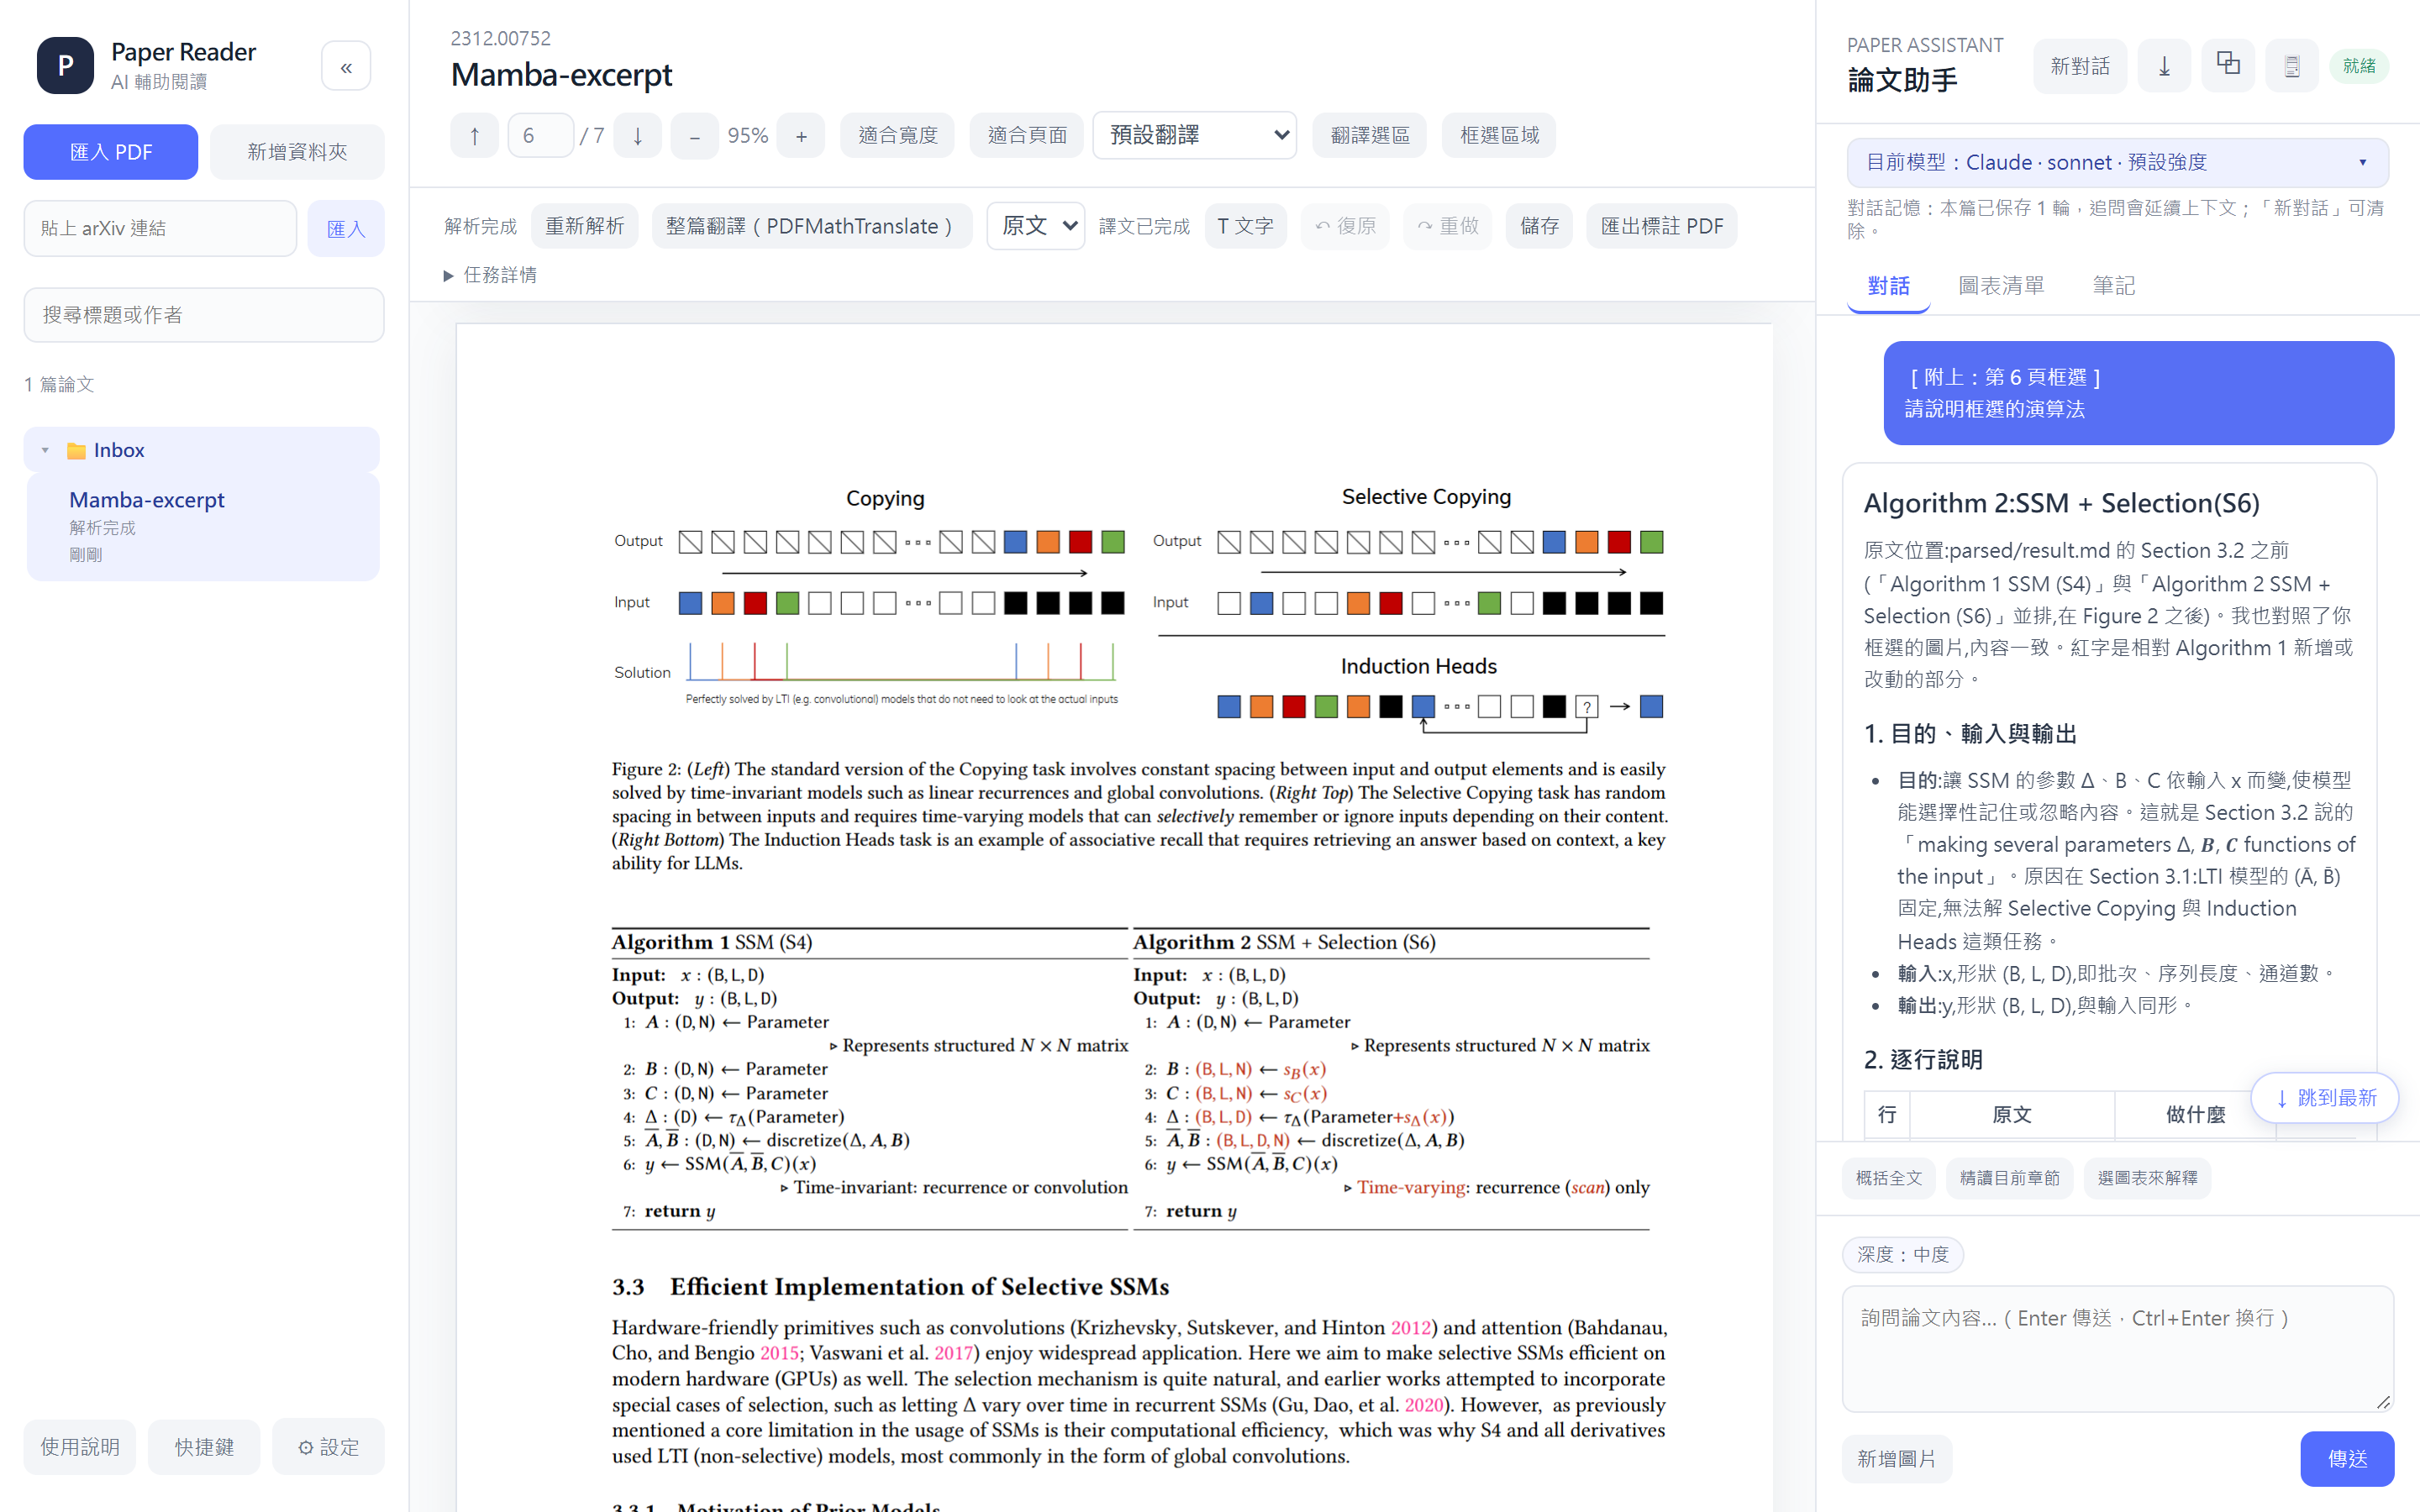 P
Paper Reader
AI 輔助閱讀
«
匯入 PDF
新增資料夾
貼上 arXiv 連結
匯入
搜尋標題或作者
1 篇論文
Inbox
Mamba-excerpt
解析完成
剛剛
使用說明
快捷鍵
⚙ 設定
2312.00752
Mamba-excerpt
↑
6
/ 7
↓
−
95%
+
適合寬度
適合頁面
預設翻譯
翻譯選區
框選區域
解析完成
重新解析
整篇翻譯（PDFMathTranslate）
原文
譯文已完成
T 文字
↶ 復原
↷ 重做
儲存
匯出標註 PDF
▶ 任務詳情
Copying
Output
Input
Solution
Perfectly solved by LTI (e.g. convolutional) models that do not need to look at the actual inputs
Selective Copying
Output
Input
Induction Heads
?
Figure 2: (Left) The standard version of the Copying task involves constant spacing between input and output elements and is easily
solved by time-invariant models such as linear recurrences and global convolutions. (Right Top) The Selective Copying task has random
spacing in between inputs and requires time-varying models that can selectively remember or ignore inputs depending on their content.
(Right Bottom) The Induction Heads task is an example of associative recall that requires retrieving an answer based on context, a key
ability for LLMs.
Algorithm 1 SSM (S4)
Input: x : (B, L, D)
Output: y : (B, L, D)
1: A : (D, N) ← Parameter
▹ Represents structured N × N matrix
2: B : (D, N) ← Parameter
3: C : (D, N) ← Parameter
4: Δ : (D) ← τΔ(Parameter)
5: A̅, B̅ : (D, N) ← discretize(Δ, A, B)
6: y ← SSM(A̅, B̅, C)(x)
▹ Time-invariant: recurrence or convolution
7: return y
Algorithm 2 SSM + Selection (S6)
Input: x : (B, L, D)
Output: y : (B, L, D)
1: A : (D, N) ← Parameter
▹ Represents structured N × N matrix
2: B : (B, L, N) ← sB(x)
3: C : (B, L, N) ← sC(x)
4: Δ : (B, L, D) ← τΔ(Parameter+sΔ(x))
5: A̅, B̅ : (B, L, D, N) ← discretize(Δ, A, B)
6: y ← SSM(A̅, B̅, C)(x)
▹ Time-varying: recurrence (scan) only
7: return y
3.3 Efficient Implementation of Selective SSMs
Hardware-friendly primitives such as convolutions (Krizhevsky, Sutskever, and Hinton 2012) and attention (Bahdanau,
Cho, and Bengio 2015; Vaswani et al. 2017) enjoy widespread application. Here we aim to make selective SSMs efficient on
modern hardware (GPUs) as well. The selection mechanism is quite natural, and earlier works attempted to incorporate
special cases of selection, such as letting Δ vary over time in recurrent SSMs (Gu, Dao, et al. 2020). However, as previously
mentioned a core limitation in the usage of SSMs is their computational efficiency, which was why S4 and all derivatives
used LTI (non-selective) models, most commonly in the form of global convolutions.
3.3.1 Motivation of Prior Models
PAPER ASSISTANT
論文助手
新對話
就緒
目前模型：Claude · sonnet · 預設強度
對話記憶：本篇已保存 1 輪，追問會延續上下文；「新對話」可清
除。
對話
圖表清單
筆記
[ 附上：第 6 頁框選 ]
請說明框選的演算法
Algorithm 2:SSM + Selection(S6)
原文位置:parsed/result.md 的 Section 3.2 之前
(「Algorithm 1 SSM (S4)」與「Algorithm 2 SSM +
Selection (S6)」並排,在 Figure 2 之後)。我也對照了你
框選的圖片,內容一致。紅字是相對 Algorithm 1 新增或
改動的部分。
1. 目的、輸入與輸出
• 目的:讓 SSM 的參數 Δ、B、C 依輸入 x 而變,使模型
能選擇性記住或忽略內容。這就是 Section 3.2 說的
「making several parameters Δ, B, C functions of
the input」。原因在 Section 3.1:LTI 模型的 (Ā, B̄)
固定,無法解 Selective Copying 與 Induction
Heads 這類任務。
• 輸入:x,形狀 (B, L, D),即批次、序列長度、通道數。
• 輸出:y,形狀 (B, L, D),與輸入同形。
2. 逐行說明
行
原文
做什麼
↓ 跳到最新
概括全文
精讀目前章節
選圖表來解釋
深度：中度
詢問論文內容…（Enter 傳送，Ctrl+Enter 換行）
新增圖片
傳送